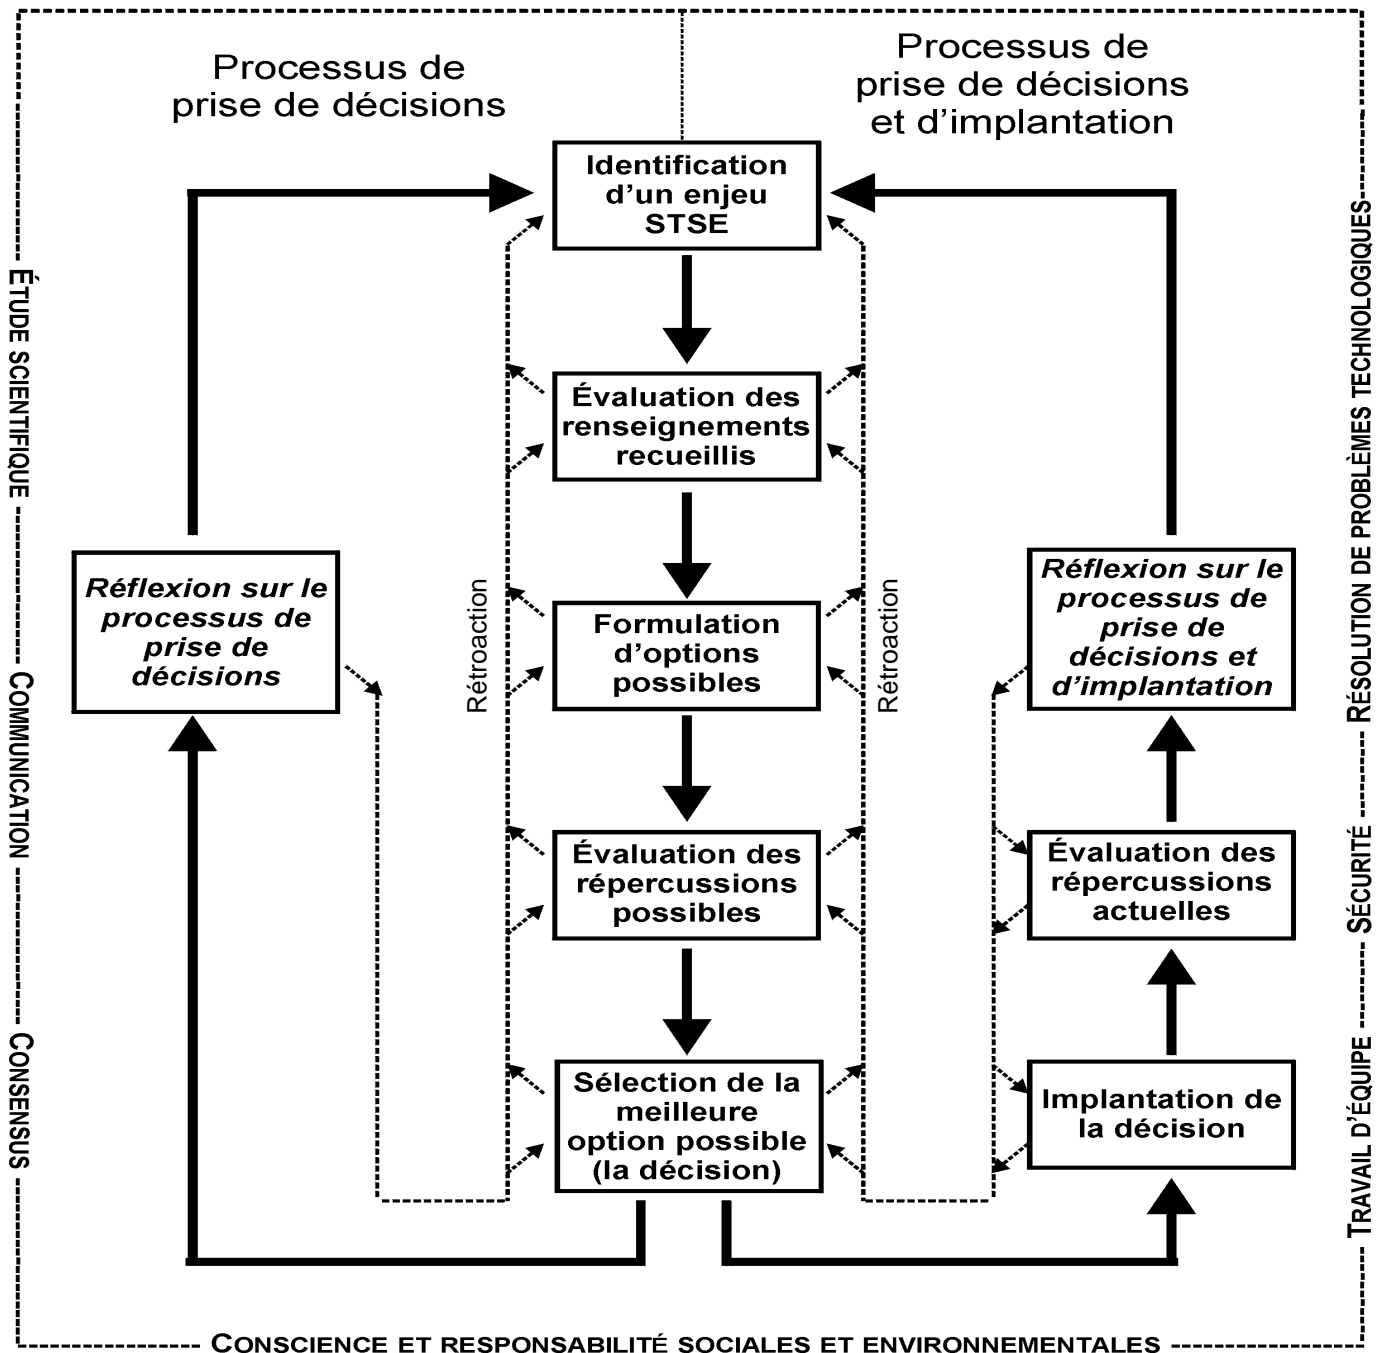 Processus de
prise de décisions
Processus de
prise de décisions
et d’implantation
Identification
d’un enjeu
STSE
Évaluation des
renseignements
recueillis
Formulation
d’options
possibles
Évaluation des
répercussions
possibles
Sélection de la
meilleure
option possible
(la décision)
Réflexion sur le
processus de
prise de
décisions
Réflexion sur le
processus de
prise de
décisions et
d’implantation
Évaluation des
répercussions
actuelles
Implantation de
la décision
Rétroaction
Rétroaction
ÉTUDE SCIENTIFIQUE
COMMUNICATION
CONSENSUS
RÉSOLUTION DE PROBLÈMES TECHNOLOGIQUES
SÉCURITÉ
TRAVAIL D’ÉQUIPE
CONSCIENCE ET RESPONSABILITÉ SOCIALES ET ENVIRONNEMENTALES